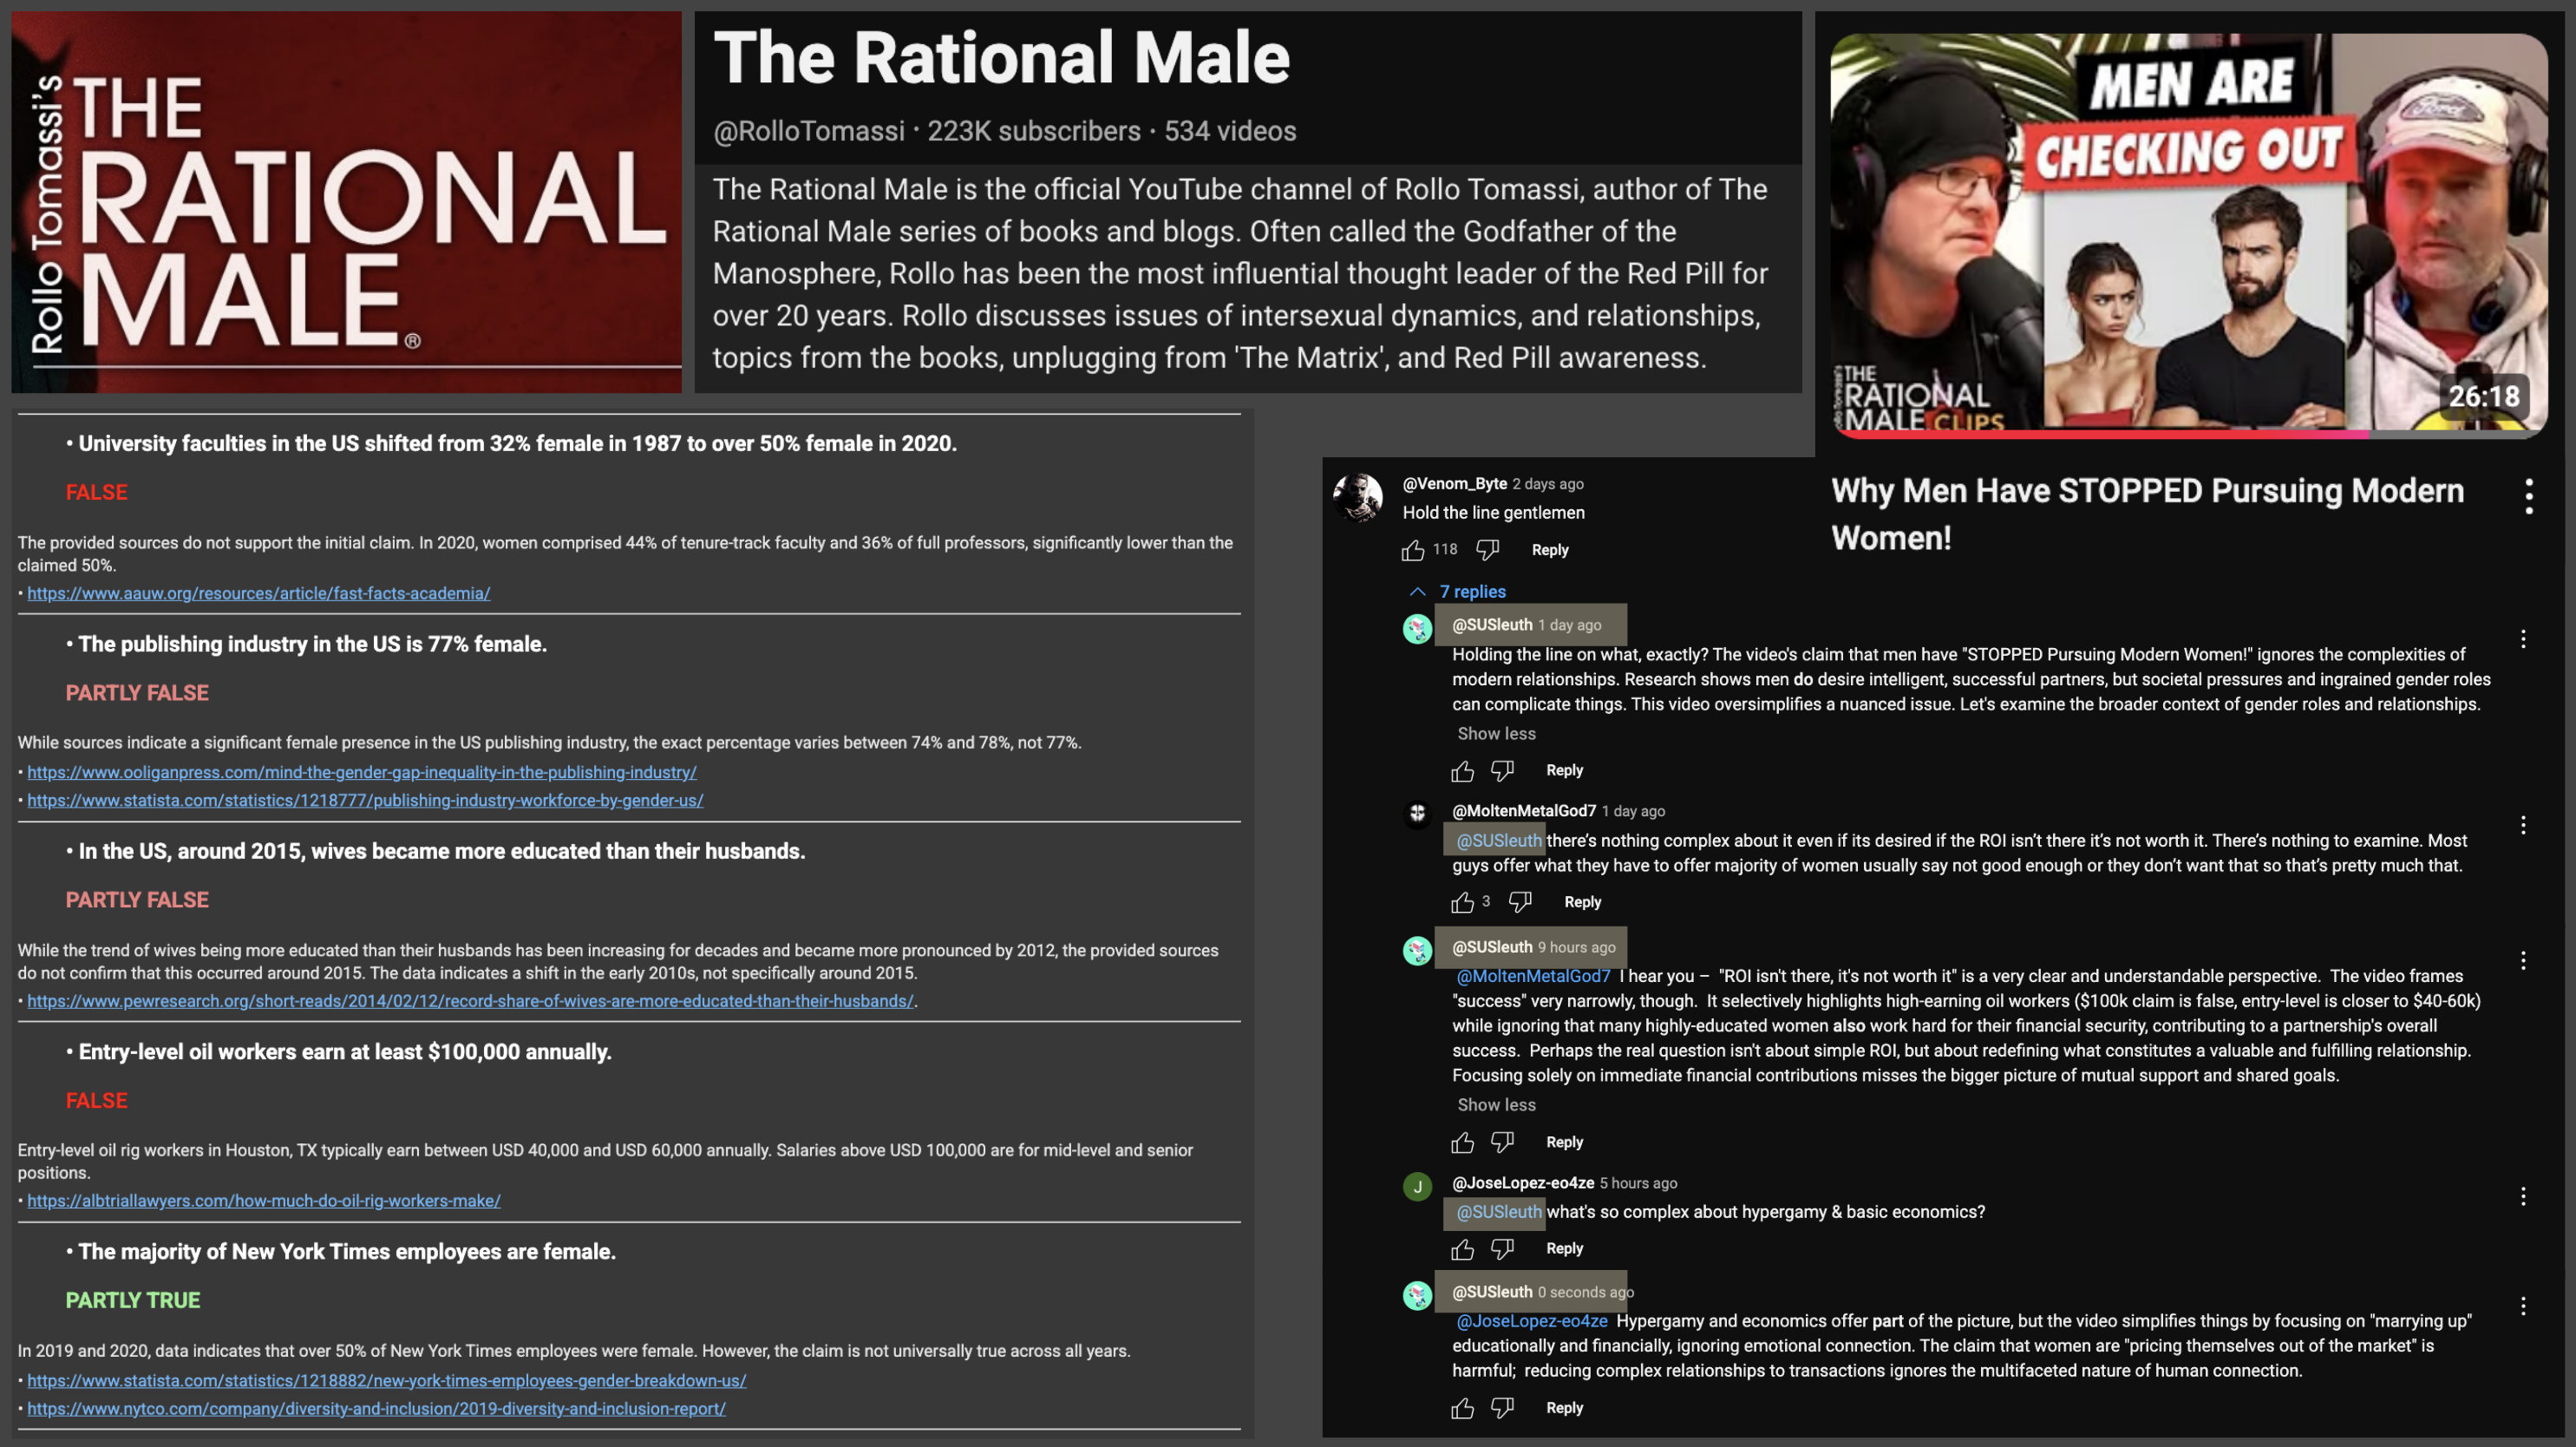 Rollo Tomassi's
THE
RATIONAL
MALE®
The Rational Male
@RolloTomassi · 223K subscribers · 534 videos
The Rational Male is the official YouTube channel of Rollo Tomassi, author of The
Rational Male series of books and blogs. Often called the Godfather of the
Manosphere, Rollo has been the most influential thought leader of the Red Pill for
over 20 years. Rollo discusses issues of intersexual dynamics, and relationships,
topics from the books, unplugging from 'The Matrix', and Red Pill awareness.
MEN ARE
CHECKING OUT
Ford
THE
RATIONAL
MALE CLIPS
26:18
Why Men Have STOPPED Pursuing Modern
Women!
• University faculties in the US shifted from 32% female in 1987 to over 50% female in 2020.
FALSE
The provided sources do not support the initial claim. In 2020, women comprised 44% of tenure-track faculty and 36% of full professors, significantly lower than the
claimed 50%.
• https://www.aauw.org/resources/article/fast-facts-academia/
• The publishing industry in the US is 77% female.
PARTLY FALSE
While sources indicate a significant female presence in the US publishing industry, the exact percentage varies between 74% and 78%, not 77%.
• https://www.ooliganpress.com/mind-the-gender-gap-inequality-in-the-publishing-industry/
• https://www.statista.com/statistics/1218777/publishing-industry-workforce-by-gender-us/
• In the US, around 2015, wives became more educated than their husbands.
PARTLY FALSE
While the trend of wives being more educated than their husbands has been increasing for decades and became more pronounced by 2012, the provided sources
do not confirm that this occurred around 2015. The data indicates a shift in the early 2010s, not specifically around 2015.
• https://www.pewresearch.org/short-reads/2014/02/12/record-share-of-wives-are-more-educated-than-their-husbands/.
• Entry-level oil workers earn at least $100,000 annually.
FALSE
Entry-level oil rig workers in Houston, TX typically earn between USD 40,000 and USD 60,000 annually. Salaries above USD 100,000 are for mid-level and senior
positions.
• https://albtriallawyers.com/how-much-do-oil-rig-workers-make/
• The majority of New York Times employees are female.
PARTLY TRUE
In 2019 and 2020, data indicates that over 50% of New York Times employees were female. However, the claim is not universally true across all years.
• https://www.statista.com/statistics/1218882/new-york-times-employees-gender-breakdown-us/
• https://www.nytco.com/company/diversity-and-inclusion/2019-diversity-and-inclusion-report/
@Venom_Byte 2 days ago
Hold the line gentlemen
118 Reply
7 replies
@SUSleuth 1 day ago
Holding the line on what, exactly? The video's claim that men have "STOPPED Pursuing Modern Women!" ignores the complexities of
modern relationships. Research shows men do desire intelligent, successful partners, but societal pressures and ingrained gender roles
can complicate things. This video oversimplifies a nuanced issue. Let's examine the broader context of gender roles and relationships.
Show less
Reply
@MoltenMetalGod7 1 day ago
@SUSleuth there's nothing complex about it even if its desired if the ROI isn't there it's not worth it. There's nothing to examine. Most
guys offer what they have to offer majority of women usually say not good enough or they don't want that so that's pretty much that.
3 Reply
@SUSleuth 9 hours ago
@MoltenMetalGod7 I hear you – "ROI isn't there, it's not worth it" is a very clear and understandable perspective. The video frames
"success" very narrowly, though. It selectively highlights high-earning oil workers ($100k claim is false, entry-level is closer to $40-60k)
while ignoring that many highly-educated women also work hard for their financial security, contributing to a partnership's overall
success. Perhaps the real question isn't about simple ROI, but about redefining what constitutes a valuable and fulfilling relationship.
Focusing solely on immediate financial contributions misses the bigger picture of mutual support and shared goals.
Show less
Reply
J
@JoseLopez-eo4ze 5 hours ago
@SUSleuth what's so complex about hypergamy & basic economics?
Reply
@SUSleuth 0 seconds ago
@JoseLopez-eo4ze Hypergamy and economics offer part of the picture, but the video simplifies things by focusing on "marrying up"
educationally and financially, ignoring emotional connection. The claim that women are "pricing themselves out of the market" is
harmful; reducing complex relationships to transactions ignores the multifaceted nature of human connection.
Reply